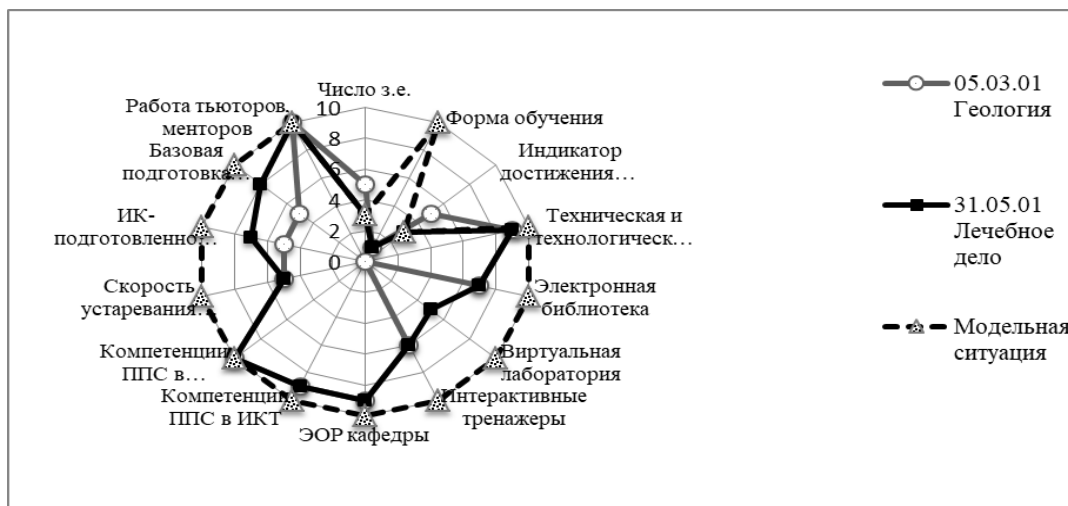 Число з.е.
10
8
6
4
2
0
Форма обучения
Индикатор
достижения…
Техническая и
технологическ…
Электронная
библиотека
Виртуальная
лаборатория
Интерактивные
тренажеры
ЭОР кафедры
Компетенции
ППС в ИКТ
Компетенции
ППС в…
Скорость
устаревания…
ИК-
подготовленно…
Базовая
подготовка…
Работа тьюторов,
менторов
05.03.01
Геология
31.05.01
Лечебное
дело
Модельная
ситуация